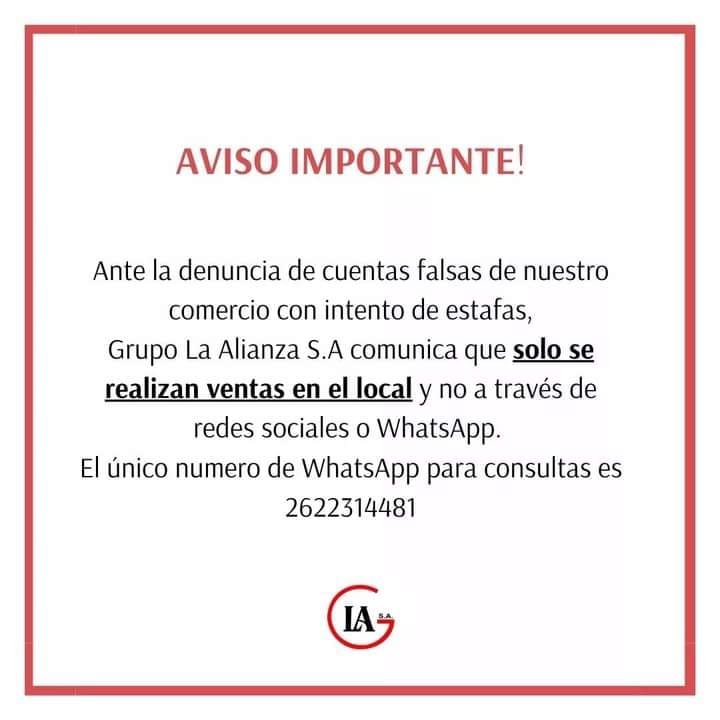 AVISO IMPORTANTE!
Ante la denuncia de cuentas falsas de nuestro
comercio con intento de estafas,
Grupo La Alianza S.A comunica que solo se
realizan ventas en el local y no a través de
redes sociales o WhatsApp.
El único numero de WhatsApp para consultas es
2622314481
LA S.A.
G